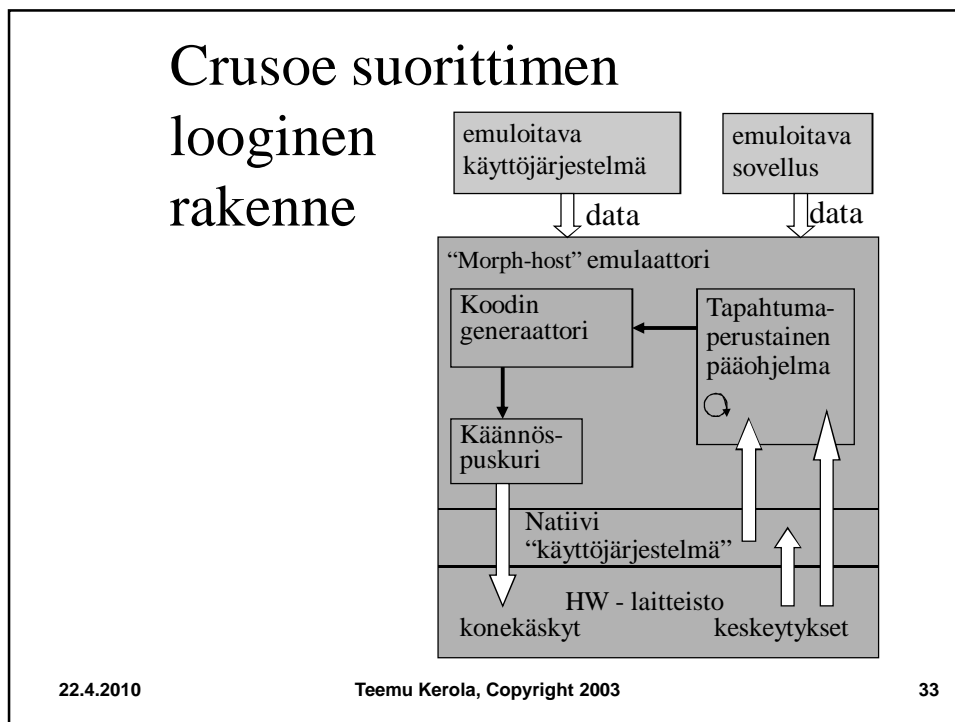 Crusoe suorittimen
looginen
rakenne
emuloitava
käyttöjärjestelmä
emuloitava
sovellus
data
data
“Morph-host” emulaattori
Koodin
generaattori
Tapahtuma-
perustainen
pääohjelma
Käännös-
puskuri
Natiivi
“käyttöjärjestelmä”
HW - laitteisto
konekäskyt
keskeytykset
22.4.2010
Teemu Kerola, Copyright 2003
33